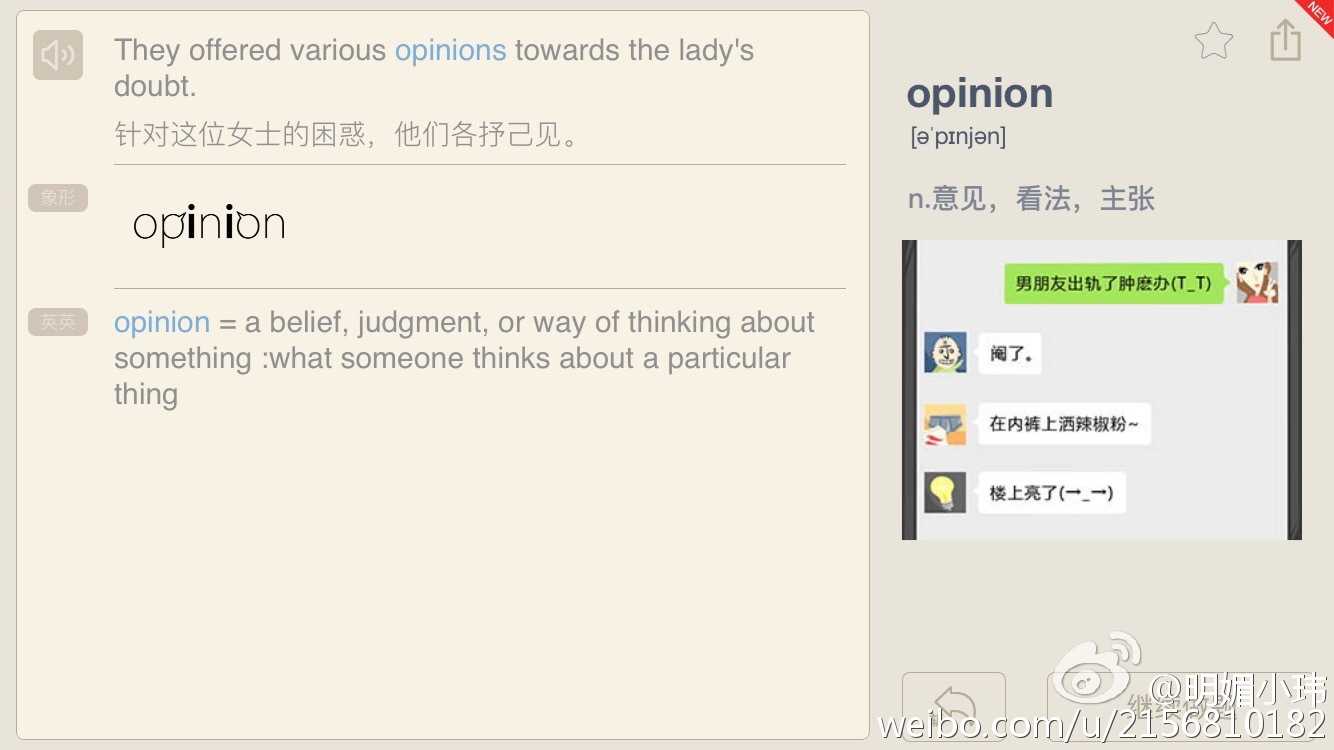 They offered various opinions towards the lady's
doubt.
针对这位女士的困惑，他们各抒己见。
象形
opinion
英英
opinion = a belief, judgment, or way of thinking about
something :what someone thinks about a particular
thing
NEW
opinion
[ə'pɪnjən]
n.意见，看法，主张
男朋友出轨了肿麽办(T_T)
阉了。
在内裤上洒辣椒粉~
楼上亮了(→_→)
继续做题
@明媚小玮
weibo.com/u/2156810182